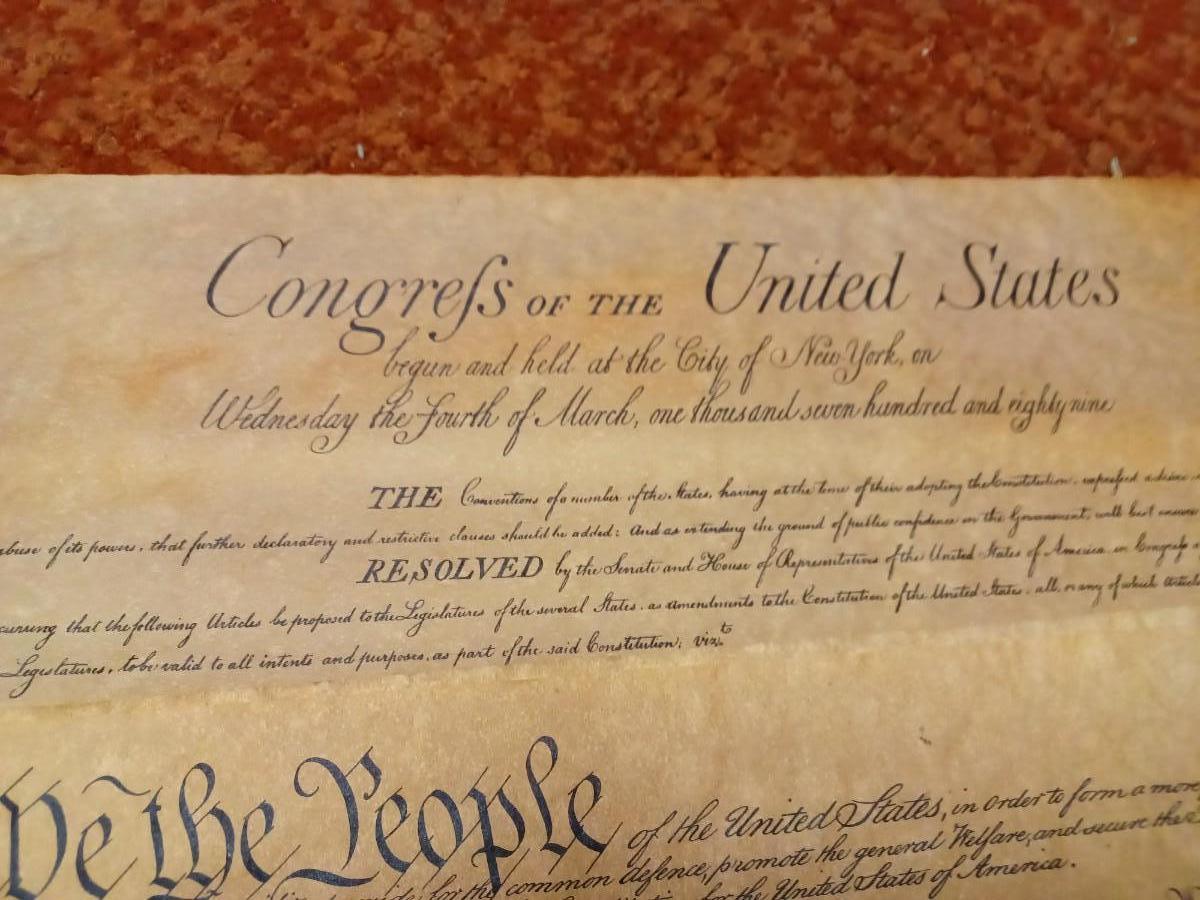 Congreſs OF THE United States
begun and held at the City of New York, on
Wednesday the Fourth of March, one thousand seven hundred and eighty nine
THE Conventions of a number of the States, having at the time of their adopting the Constitution, expreſsed a desire
abuse of its powers, that further declaratory and restrictive clauses should be added: And as extending the ground of public confidence in the Government, will best ensure
RESOLVED by the Senate and House of Representatives of the United States of America in Congreſs
curring that the following Articles be proposed to the Legislatures of the several States, as amendments to the Constitution of the United States, all, or any of which articles
Legislatures, to be valid to all intents and purposes, as part of the said Constitution; vizt.
We the People of the United States, in Order to form a more
for the common defence, promote the general Welfare, and secure the
for the United States of America.